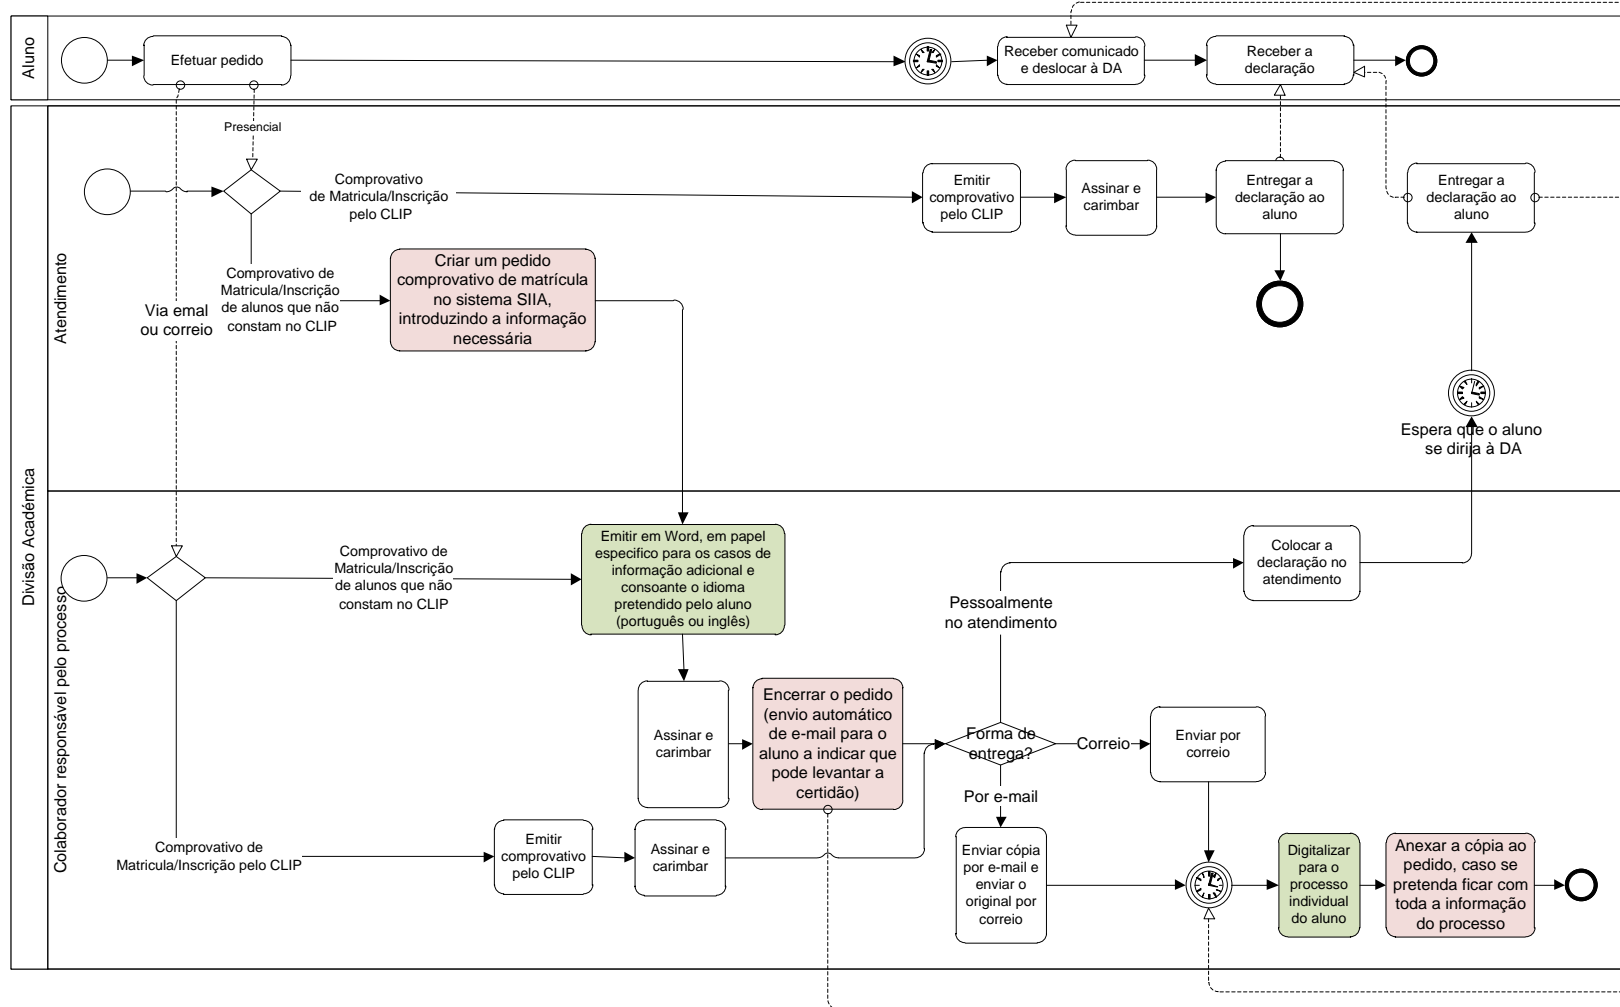 Aluno
Efetuar pedido
Receber comunicado
e deslocar à DA
Receber a
declaração
Divisão Académica
Atendimento
Presencial
Comprovativo
de Matricula/Inscrição
pelo CLIP
Emitir
comprovativo
pelo CLIP
Assinar e
carimbar
Entregar a
declaração ao
aluno
Entregar a
declaração ao
aluno
Comprovativo de
Matricula/Inscrição
de alunos que não
constam no CLIP
Via emal
ou correio
Criar um pedido
comprovativo de matrícula
no sistema SIIA,
introduzindo a informação
necessária
Espera que o aluno
se dirija à DA
Colaborador responsável pelo processo
Comprovativo de
Matricula/Inscrição
de alunos que não
constam no CLIP
Emitir em Word, em papel
especifico para os casos de
informação adicional e
consoante o idioma
pretendido pelo aluno
(português ou inglês)
Colocar a
declaração no
atendimento
Pessoalmente
no atendimento
Assinar e
carimbar
Encerrar o pedido
(envio automático
de e-mail para o
aluno a indicar que
pode levantar a
certidão)
Forma de
entrega?
Correio
Enviar por
correio
Por e-mail
Comprovativo de
Matricula/Inscrição pelo CLIP
Emitir
comprovativo
pelo CLIP
Assinar e
carimbar
Enviar cópia
por e-mail e
enviar o
original por
correio
Digitalizar
para o
processo
individual
do aluno
Anexar a cópia ao
pedido, caso se
pretenda ficar com
toda a informação
do processo